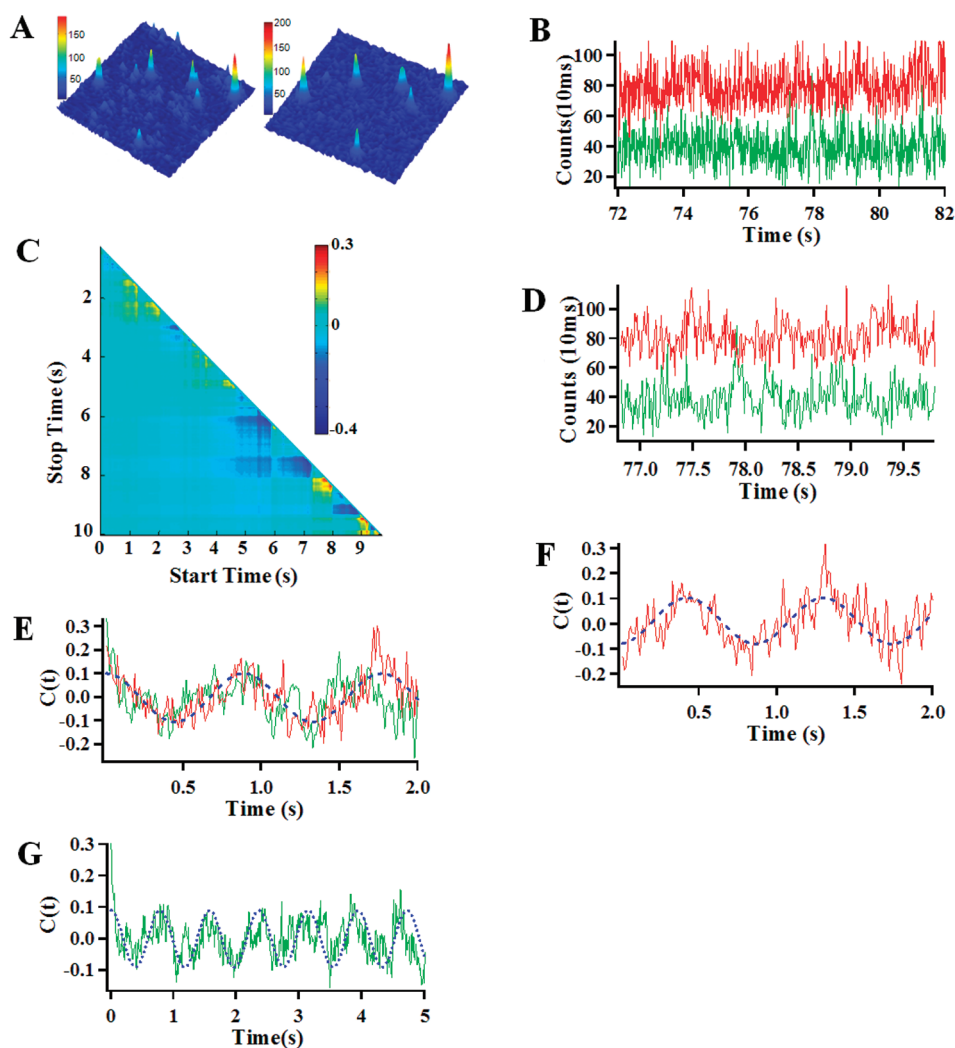 A
150
100
50
200
150
100
50
B
Counts(10ms)
100
80
60
40
20
72 74 76 78 80 82
Time (s)
C
0.3
0
-0.4
Stop Time (s)
2
4
6
8
10
0 1 2 3 4 5 6 7 8 9
Start Time (s)
D
Counts (10ms)
100
80
60
40
20
77.0 77.5 78.0 78.5 79.0 79.5
Time (s)
E
C(t)
0.3
0.2
0.1
0.0
-0.1
-0.2
0.5 1.0 1.5 2.0
Time (s)
F
C(t)
0.3
0.2
0.1
0.0
-0.1
-0.2
0.5 1.0 1.5 2.0
Time (s)
G
C(t)
0.3
0.2
0.1
0.0
-0.1
0 1 2 3 4 5
Time(s)